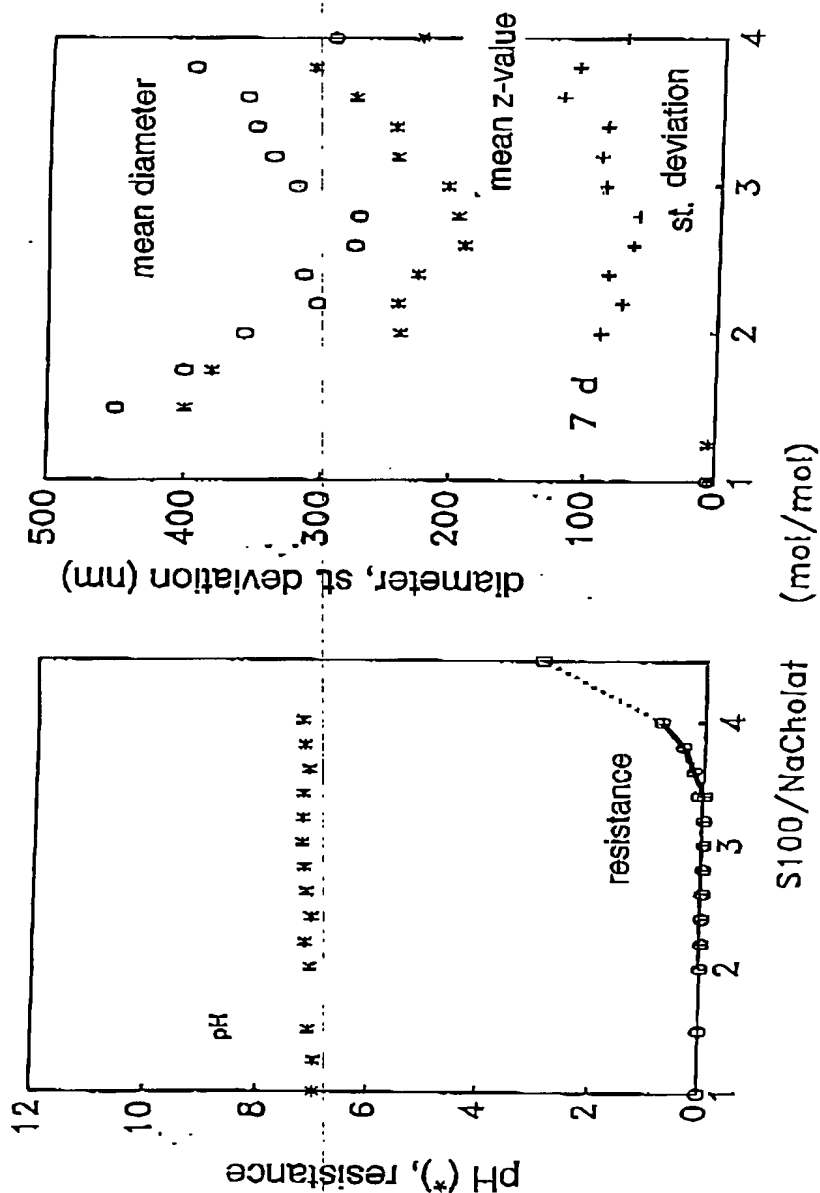 pH (*), resistance
12
10
8
6
4
2
0
pH
resistance
1
2
3
4
diameter, st. deviation (nm)
500
400
300
200
100
0
mean diameter
mean z-value
7 d
st. deviation
1
2
3
4
S100/NaCholat (mol/mol)